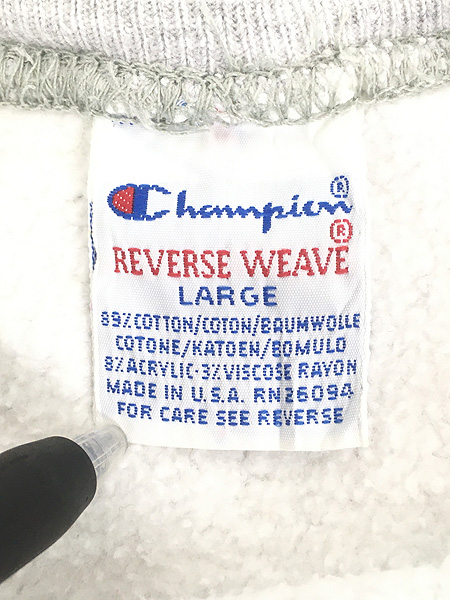 Champion®
REVERSE WEAVE®
LARGE
89% COTTON/COTON/BAUMWOLLE
COTONE/KATOEN/BOMULD
8% ACRYLIC-3% VISCOSE RAYON
MADE IN U.S.A. RN26094
FOR CARE SEE REVERSE